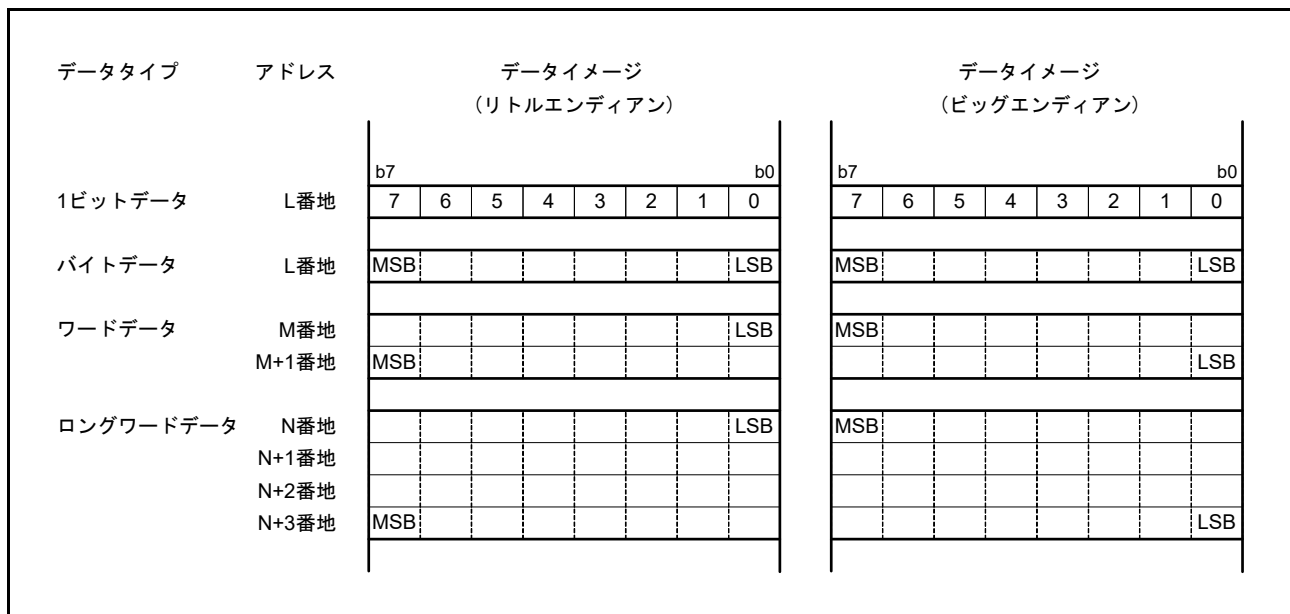 データタイプ アドレス データイメージ データイメージ
(リトルエンディアン) (ビッグエンディアン)
b7 b0 b7 b0
1ビットデータ L番地 7 6 5 4 3 2 1 0 7 6 5 4 3 2 1 0
バイトデータ L番地 MSB LSB MSB LSB
ワードデータ M番地 LSB MSB
M+1番地 MSB LSB
ロングワードデータ N番地 LSB MSB
N+1番地
N+2番地
N+3番地 MSB LSB